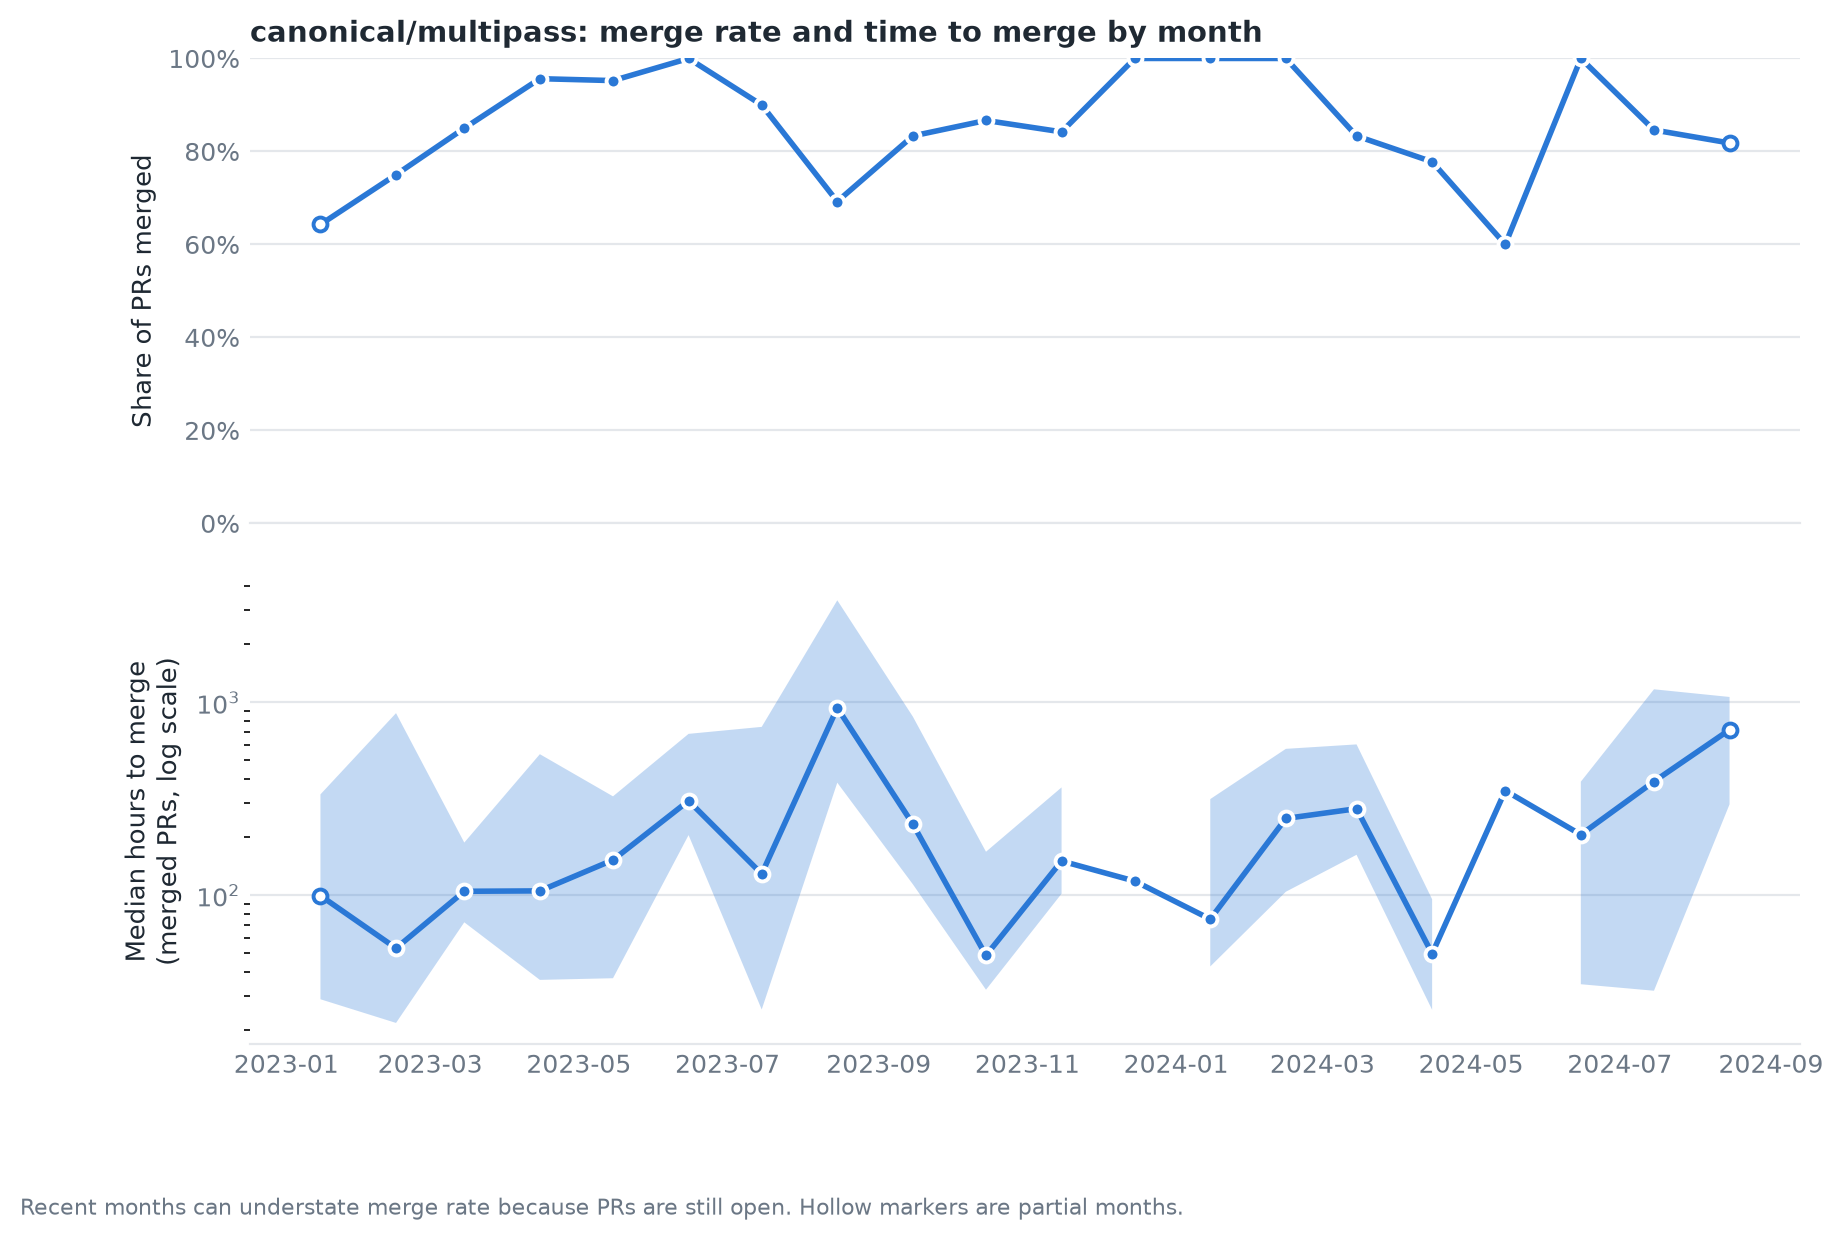 canonical/multipass: merge rate and time to merge by month
100%
80%
60%
40%
20%
0%
Share of PRs merged
10³
10²
Median hours to merge
(merged PRs, log scale)
2023-01 2023-03 2023-05 2023-07 2023-09 2023-11 2024-01 2024-03 2024-05 2024-07 2024-09
Recent months can understate merge rate because PRs are still open. Hollow markers are partial months.